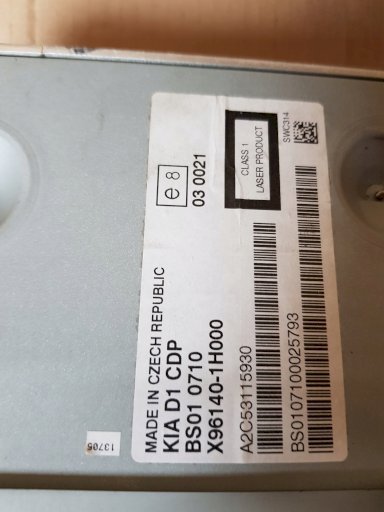 MADE IN CZECH REPUBLIC
KIA D1 CDP
BS01 0710
X96140-1H000
A2C53115930
BS0107100025793
e8
03 0021
CLASS 1
LASER PRODUCT
SWC314
13705